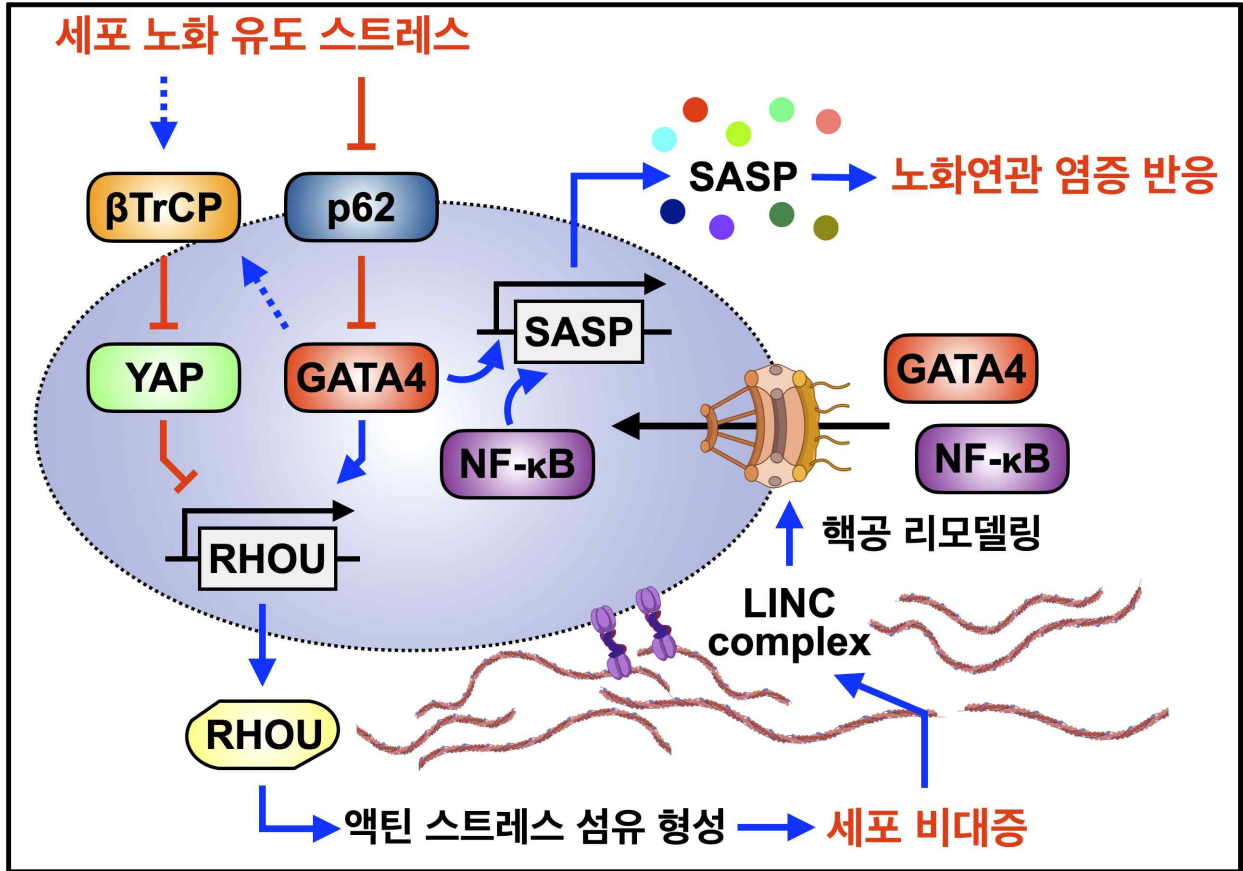 세포 노화 유도 스트레스
βTrCP
p62
SASP
노화연관 염증 반응
YAP
GATA4
SASP
NF-κB
GATA4
NF-κB
RHOU
핵공 리모델링
LINC
complex
RHOU
액틴 스트레스 섬유 형성
세포 비대증